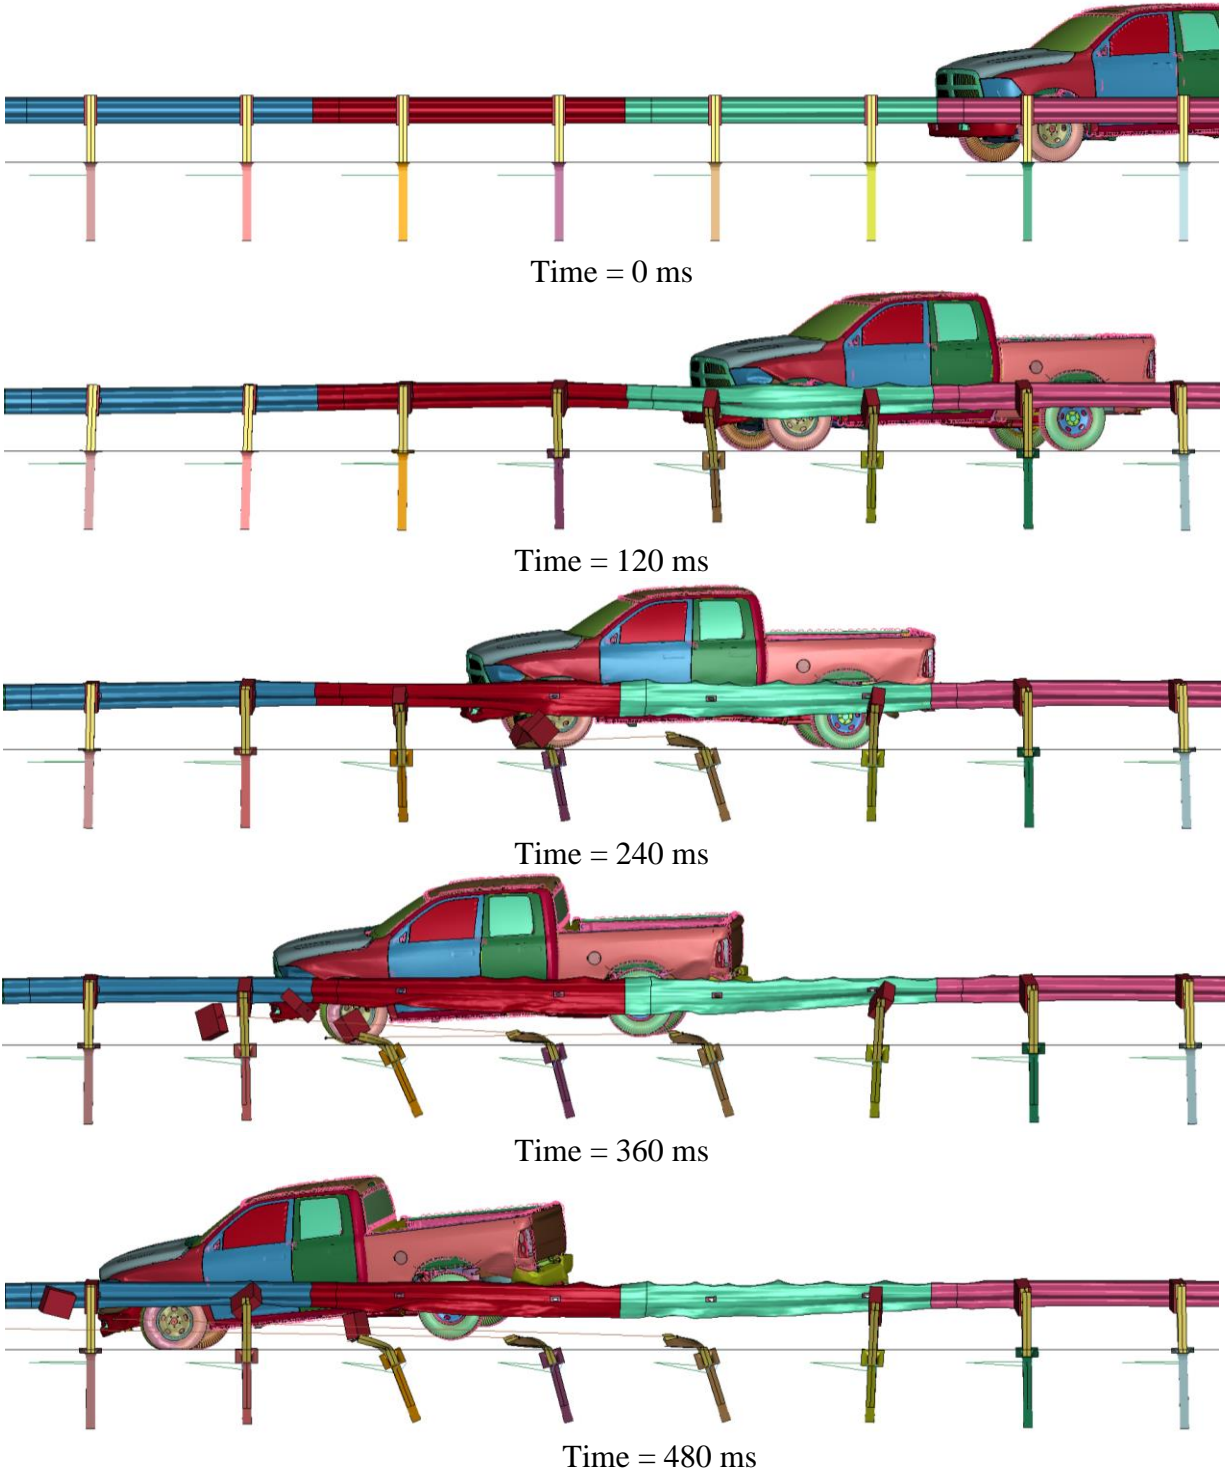 Time = 0 ms
Time = 120 ms
Time = 240 ms
Time = 360 ms
Time = 480 ms